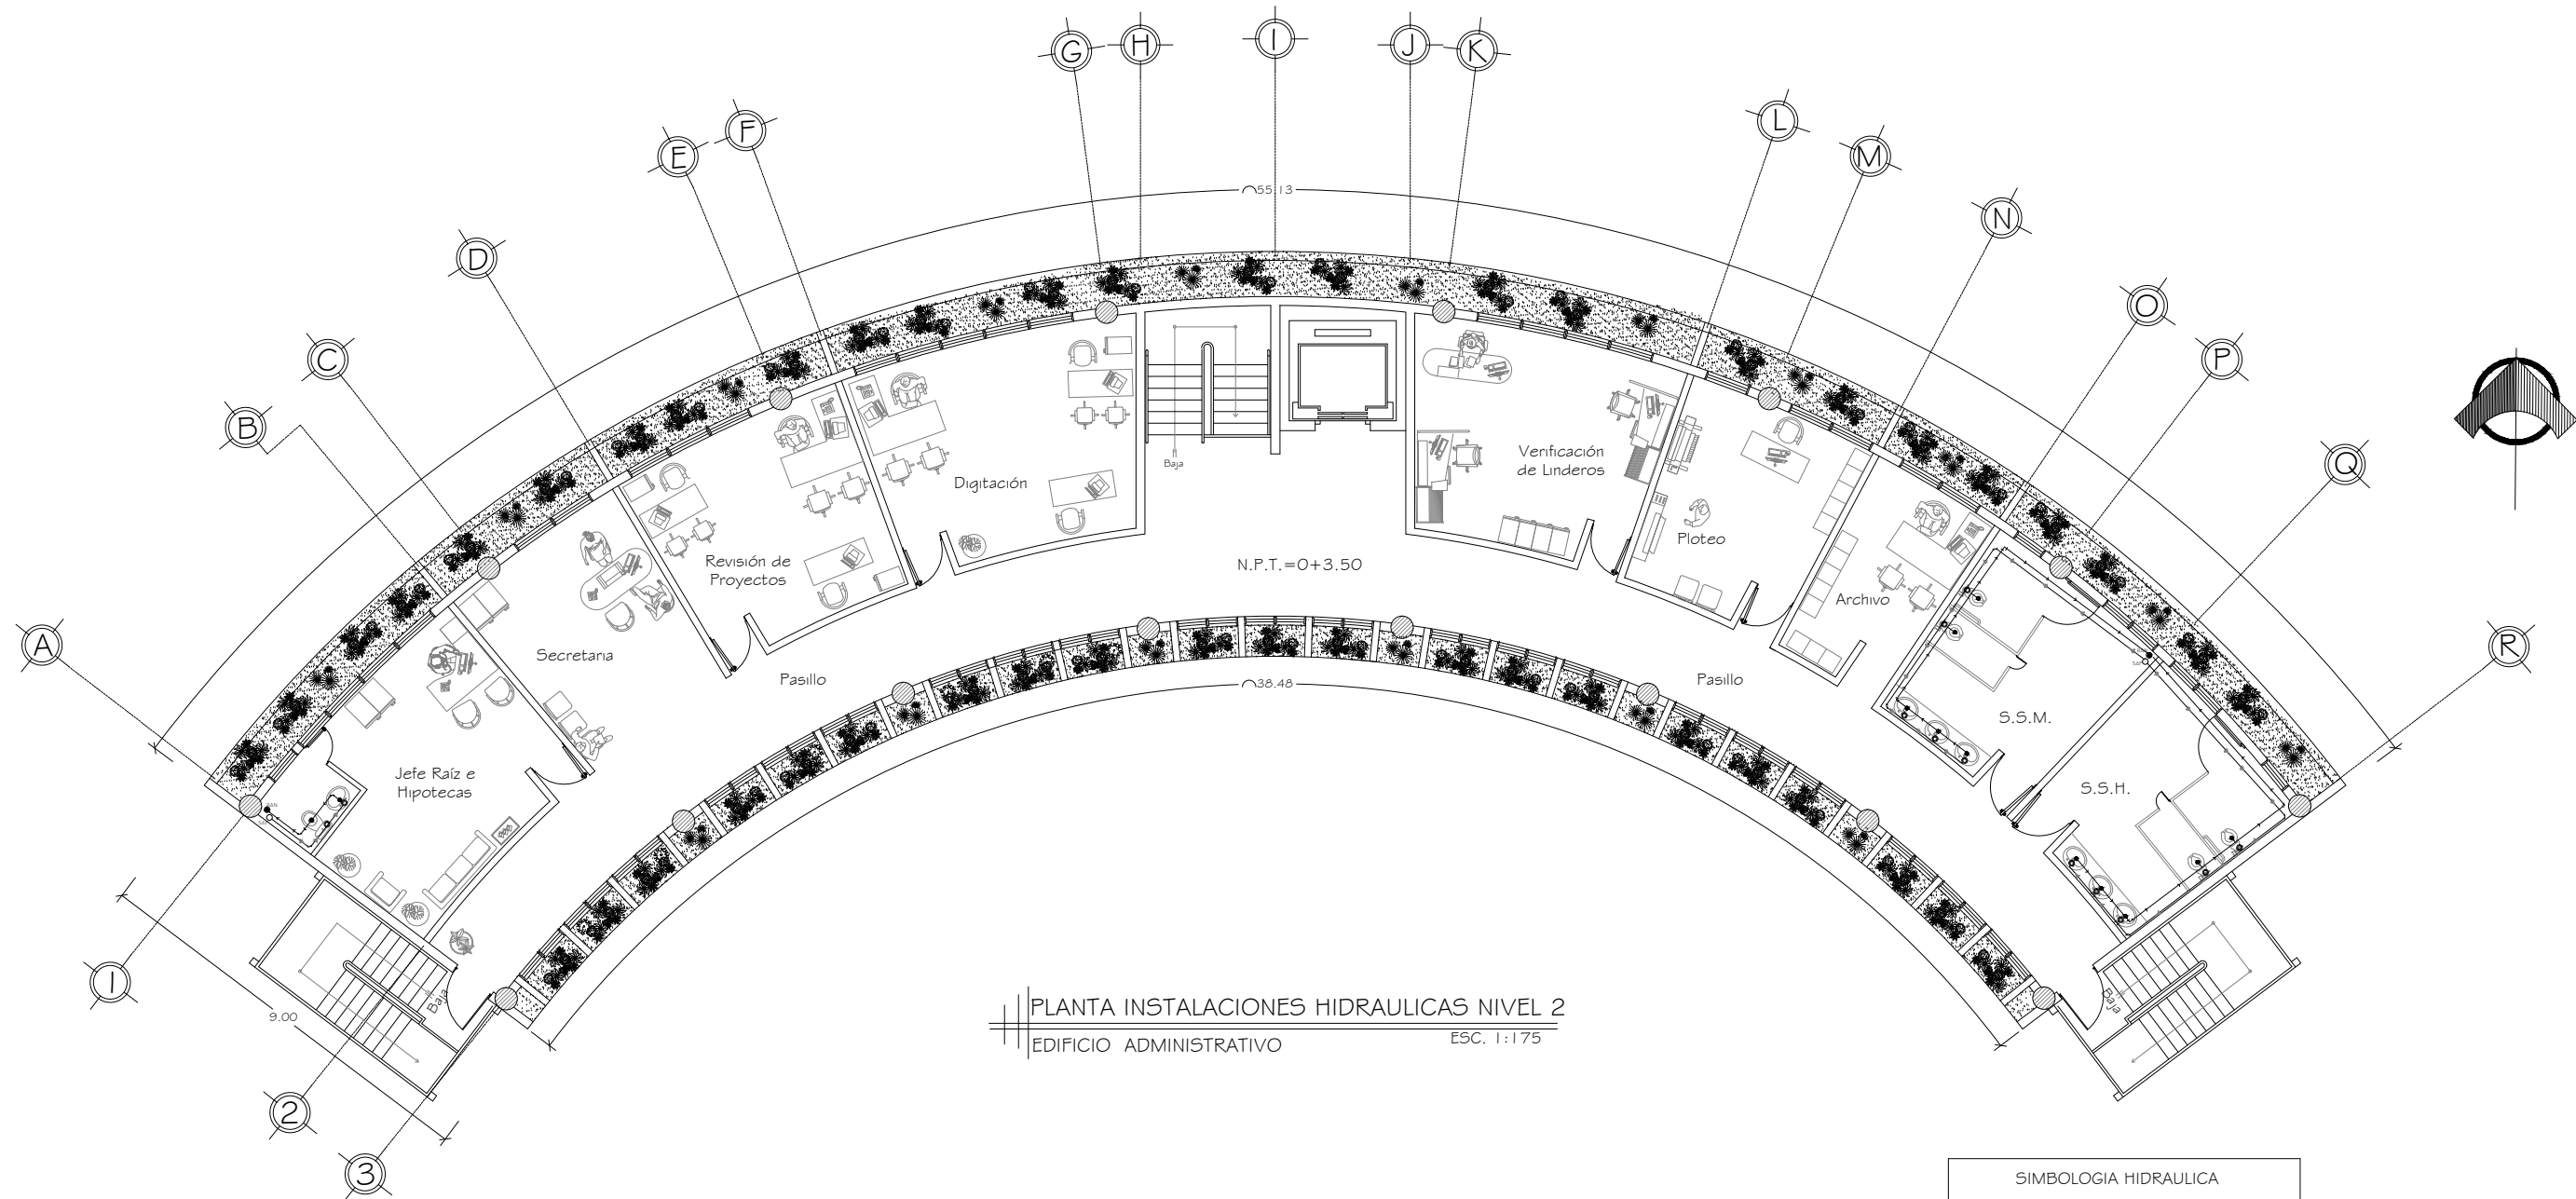 G H I J K
L
F
E M
N
D
O
C P
B
Q
A R
55.13
Baja
Verificación
de Linderos
Digitación
Revisión de
Proyectos
N.P.T.=0+3.50
Ploteo
Archivo
Secretaria
Pasillo
Pasillo
38.48
S.S.M.
S.S.H.
Jefe Raíz e
Hipotecas
BAN
Baja
Baja
9.00
1
2
3
PLANTA INSTALACIONES HIDRAULICAS NIVEL 2
EDIFICIO ADMINISTRATIVO
ESC. 1:175
SIMBOLOGIA HIDRAULICA